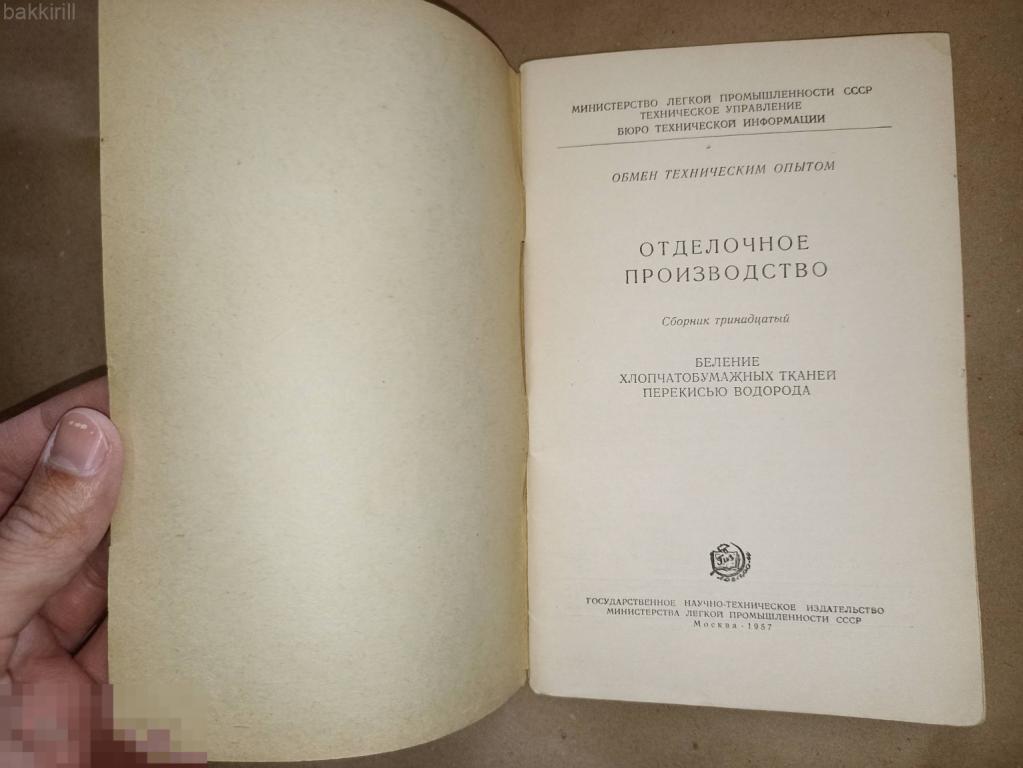 bakkirill
МИНИСТЕРСТВО ЛЕГКОЙ ПРОМЫШЛЕННОСТИ СССР
ТЕХНИЧЕСКОЕ УПРАВЛЕНИЕ
БЮРО ТЕХНИЧЕСКОЙ ИНФОРМАЦИИ
ОБМЕН ТЕХНИЧЕСКИМ ОПЫТОМ
ОТДЕЛОЧНОЕ
ПРОИЗВОДСТВО
Сборник тринадцатый
БЕЛЕНИЕ
ХЛОПЧАТОБУМАЖНЫХ ТКАНЕЙ
ПЕРЕКИСЬЮ ВОДОРОДА
ГОСУДАРСТВЕННОЕ НАУЧНО-ТЕХНИЧЕСКОЕ ИЗДАТЕЛЬСТВО
МИНИСТЕРСТВА ЛЕГКОЙ ПРОМЫШЛЕННОСТИ СССР
Москва - 1957